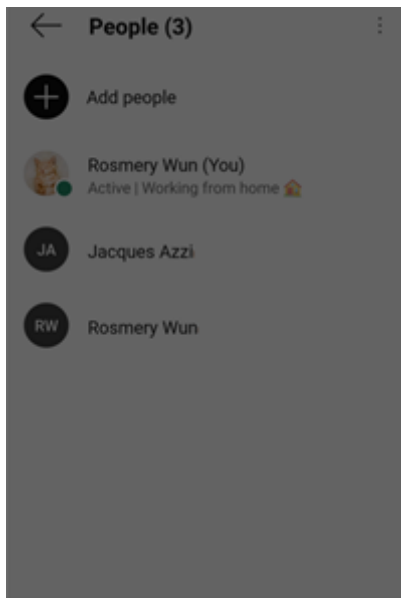 People (3)
Add people
Rosmery Wun (You)
Active | Working from home 🏠
JA
Jacques Azzi
RW
Rosmery Wun